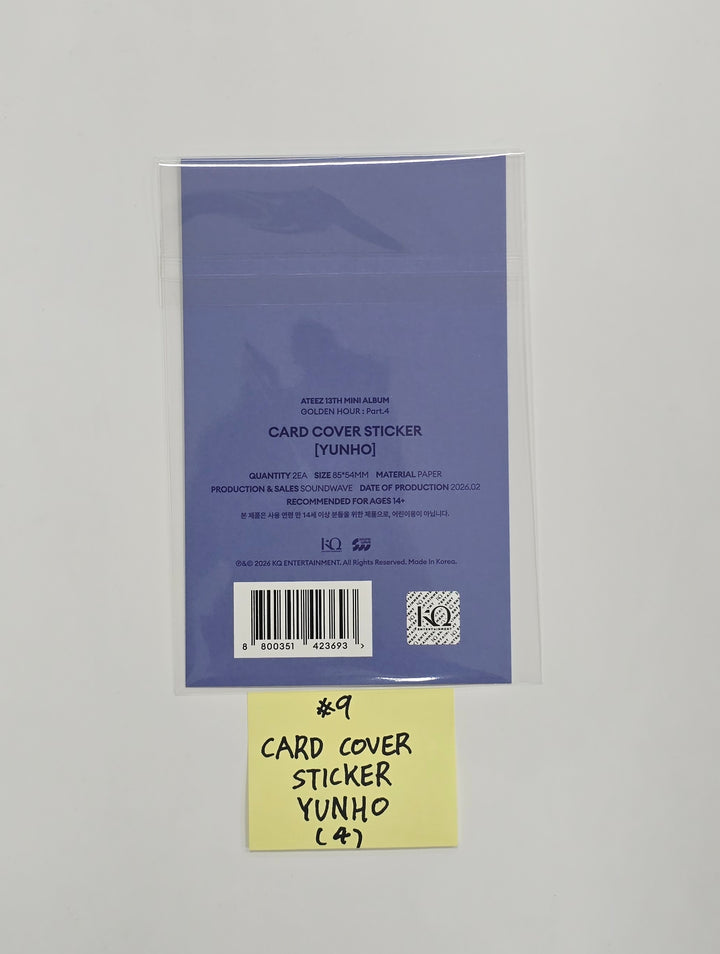 ATEEZ 13TH MINI ALBUM
GOLDEN HOUR : Part.4
CARD COVER STICKER
[YUNHO]
QUANTITY 2EA SIZE 85*54MM MATERIAL PAPER
PRODUCTION & SALES SOUNDWAVE DATE OF PRODUCTION 2026.02
RECOMMENDED FOR AGES 14+
본 제품은 사용 연령 만 14세 이상 분들을 위한 제품으로, 어린이용이 아닙니다.
KQ
℗&© 2026 KQ ENTERTAINMENT. All Rights Reserved. Made In Korea.
8 800351 423693 >
KQ
ENTERTAINMENT
#9
CARD COVER
STICKER
YUNHO
(4)